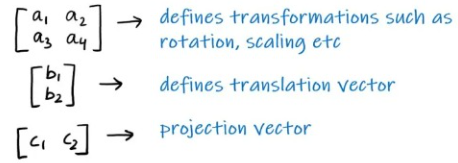 [a₁ a₂
a₃ a₄] → defines transformations such as
rotation, scaling etc
[b₁
b₂] → defines translation vector
[c₁ c₂] → projection vector